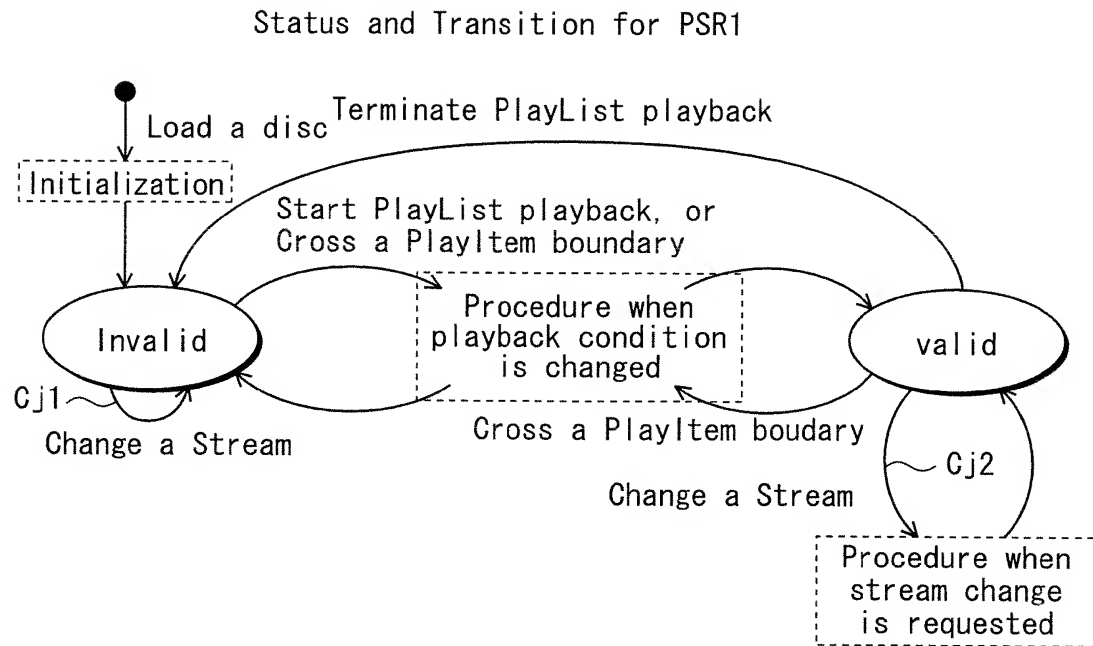 Status and Transition for PSR1
Terminate PlayList playback
Load a disc
Initialization
Start PlayList playback, or
Cross a PlayItem boundary
Invalid
Procedure when
playback condition
is changed
valid
Cj1
Change a Stream
Cross a PlayItem boudary
Cj2
Change a Stream
Procedure when
stream change
is requested